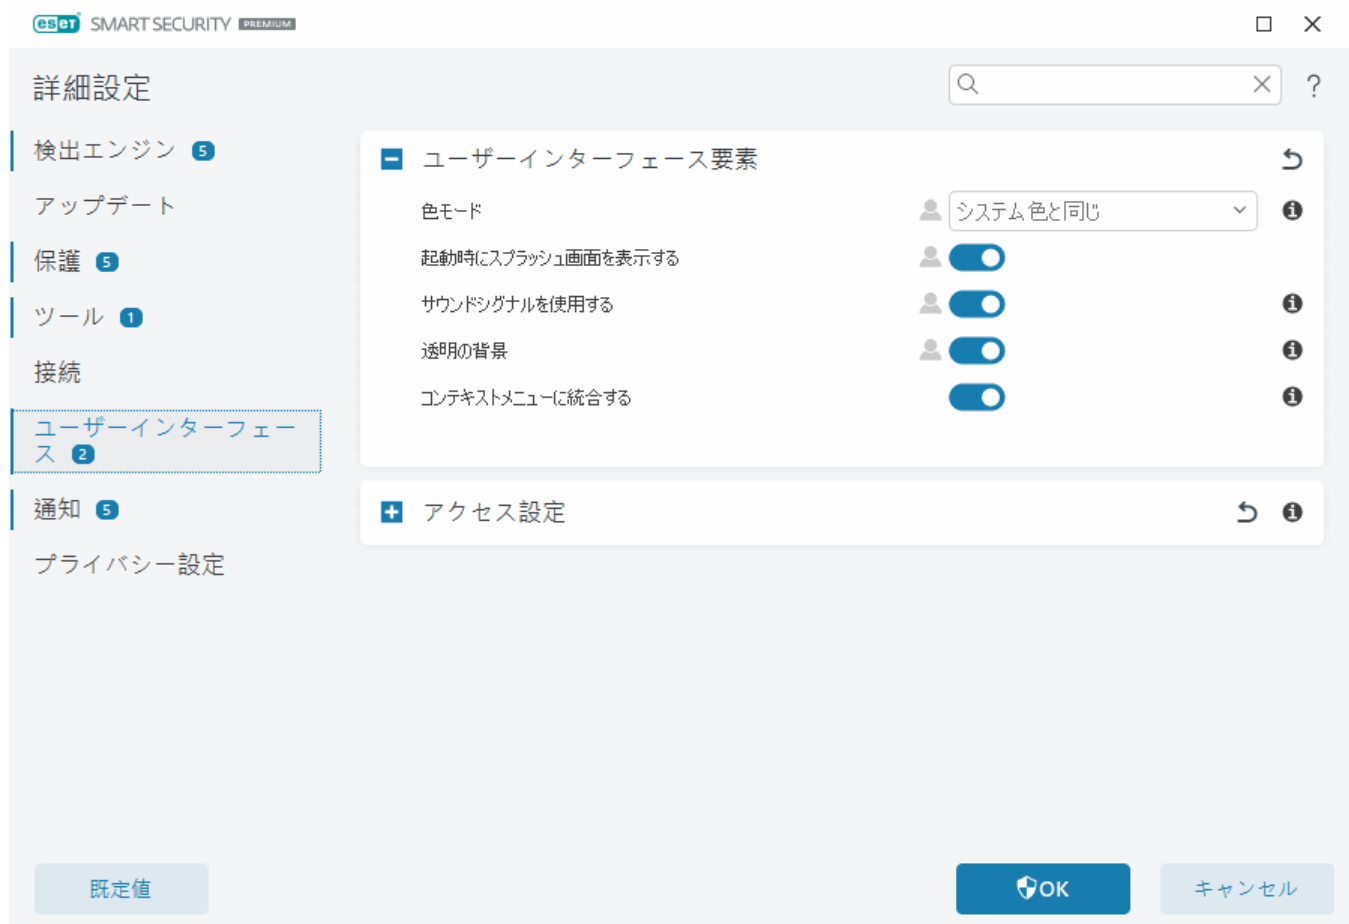 eset SMART SECURITY PREMIUM
詳細設定
?
検出エンジン 5
アップデート
保護 5
ツール 1
接続
ユーザーインターフェー
ス 2
通知 5
プライバシー設定
ユーザーインターフェース要素
色モード システム色と同じ
起動時にスプラッシュ画面を表示する
サウンドシグナルを使用する
透明の背景
コンテキストメニューに統合する
アクセス設定
既定値
OK
キャンセル